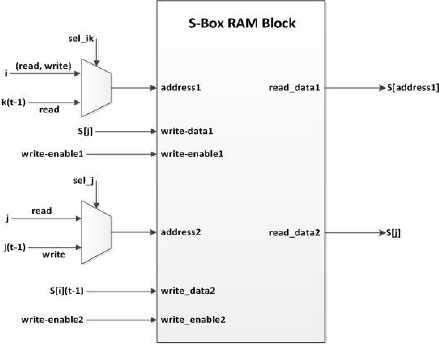 S-Box RAM Block
sel_ik
(read, write)
i
address1
read_data1
S[address1]
k(t-1)
read
S[j]
write-data1
write-enable1
write-enable1
sel_j
read
j
address2
read_data2
S[j]
j(t-1)
write
S[i](t-1)
write_data2
write-enable2
write_enable2